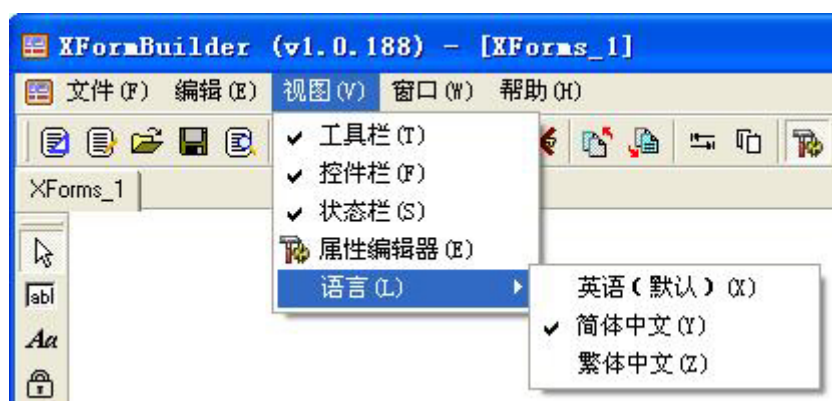 XFormBuilder (v1.0.188) - [XForms_1]
文件(F) 编辑(E) 视图(V) 窗口(W) 帮助(H)
工具栏(T)
XForms_1
控件栏(F)
状态栏(S)
属性编辑器(E)
abl
语言(L)
英语(默认)(X)
Aa
简体中文(Y)
繁体中文(Z)